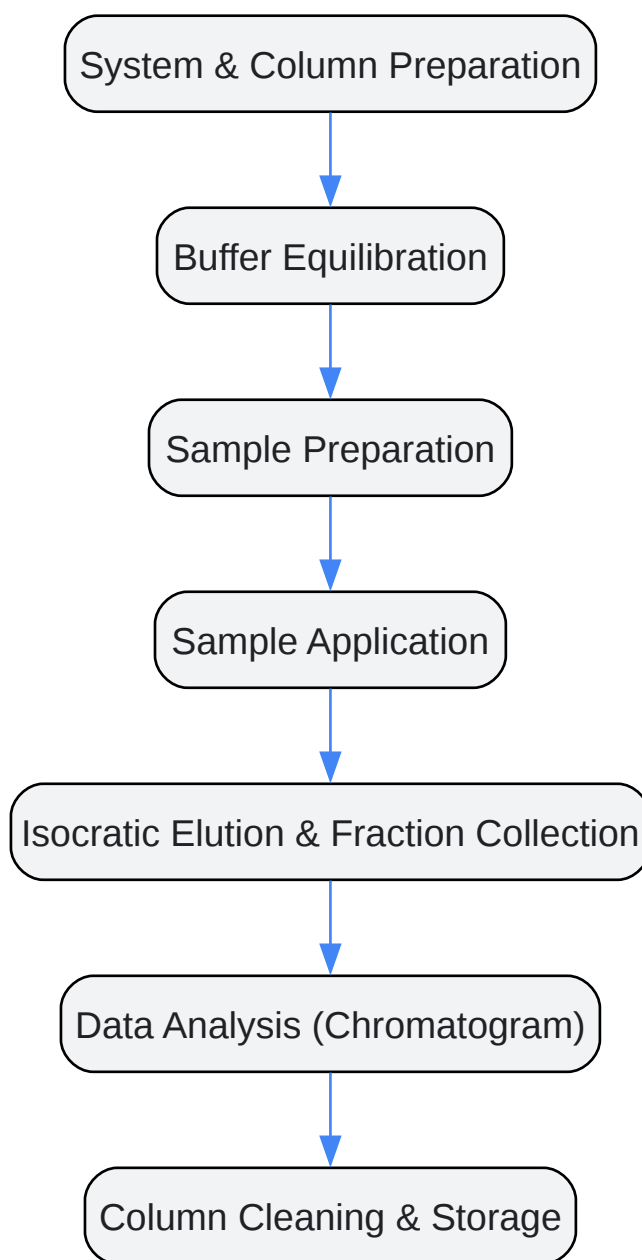 System & Column Preparation
Buffer Equilibration
Sample Preparation
Sample Application
Isocratic Elution & Fraction Collection
Data Analysis (Chromatogram)
Column Cleaning & Storage